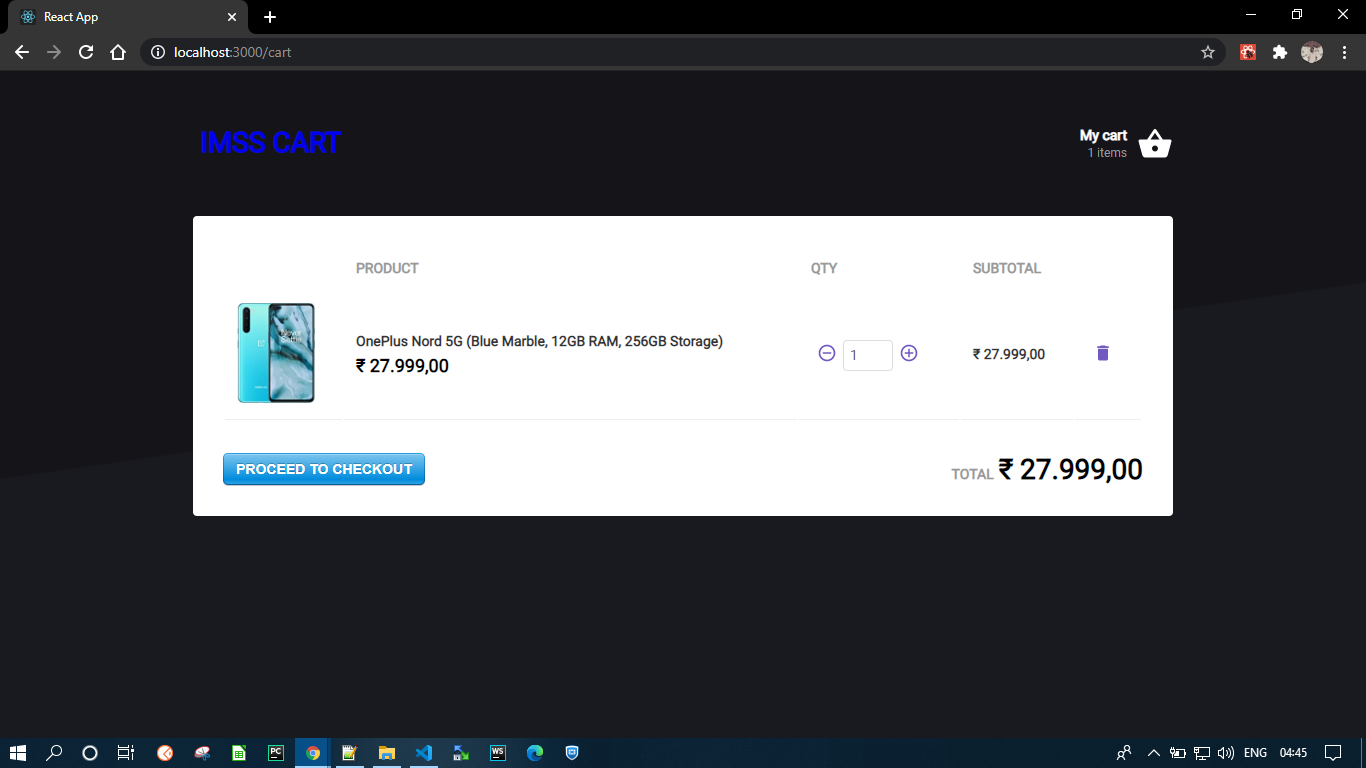 React App
localhost:3000/cart
IMSS CART
My cart
1 items
PRODUCT QTY SUBTOTAL
OnePlus Nord 5G (Blue Marble, 12GB RAM, 256GB Storage)
₹ 27.999,00
1
₹ 27.999,00
PROCEED TO CHECKOUT
TOTAL ₹ 27.999,00
PC
WS
ENG
04:45